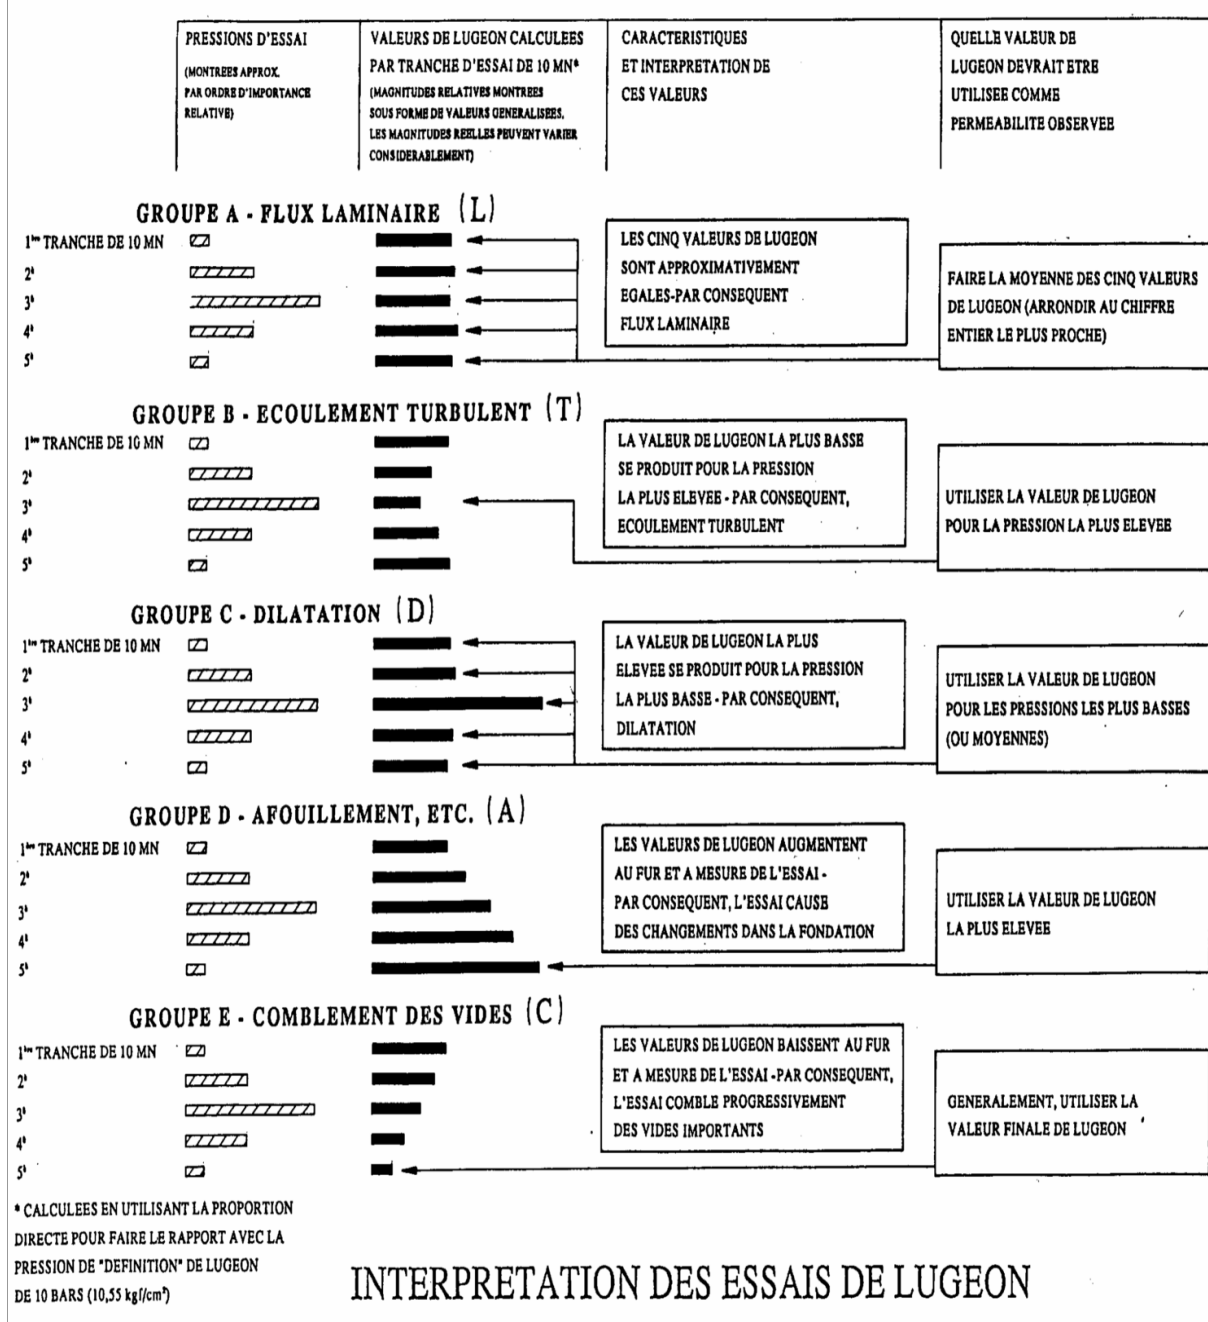 PRESSIONS D'ESSAI
(MONTREES APPROX.
PAR ORDRE D'IMPORTANCE
RELATIVE)
VALEURS DE LUGEON CALCULEES
PAR TRANCHE D'ESSAI DE 10 MN*
(MAGNITUDES RELATIVES MONTREES
SOUS FORME DE VALEURS GENERALISEES.
LES MAGNITUDES REELLES PEUVENT VARIER
CONSIDERABLEMENT)
CARACTERISTIQUES
ET INTERPRETATION DE
CES VALEURS
QUELLE VALEUR DE
LUGEON DEVRAIT ETRE
UTILISEE COMME
PERMEABILITE OBSERVEE
GROUPE A - FLUX LAMINAIRE (L)
1ère TRANCHE DE 10 MN
2e
3e
4e
5e
LES CINQ VALEURS DE LUGEON
SONT APPROXIMATIVEMENT
EGALES-PAR CONSEQUENT
FLUX LAMINAIRE
FAIRE LA MOYENNE DES CINQ VALEURS
DE LUGEON (ARRONDIR AU CHIFFRE
ENTIER LE PLUS PROCHE)
GROUPE B - ECOULEMENT TURBULENT (T)
1ère TRANCHE DE 10 MN
2e
3e
4e
5e
LA VALEUR DE LUGEON LA PLUS BASSE
SE PRODUIT POUR LA PRESSION
LA PLUS ELEVEE - PAR CONSEQUENT,
ECOULEMENT TURBULENT
UTILISER LA VALEUR DE LUGEON
POUR LA PRESSION LA PLUS ELEVEE
GROUPE C - DILATATION (D)
1ère TRANCHE DE 10 MN
2e
3e
4e
5e
LA VALEUR DE LUGEON LA PLUS
ELEVEE SE PRODUIT POUR LA PRESSION
LA PLUS BASSE - PAR CONSEQUENT,
DILATATION
UTILISER LA VALEUR DE LUGEON
POUR LES PRESSIONS LES PLUS BASSES
(OU MOYENNES)
GROUPE D - AFOUILLEMENT, ETC. (A)
1ère TRANCHE DE 10 MN
2e
3e
4e
5e
LES VALEURS DE LUGEON AUGMENTENT
AU FUR ET A MESURE DE L'ESSAI -
PAR CONSEQUENT, L'ESSAI CAUSE
DES CHANGEMENTS DANS LA FONDATION
UTILISER LA VALEUR DE LUGEON
LA PLUS ELEVEE
GROUPE E - COMBLEMENT DES VIDES (C)
1ère TRANCHE DE 10 MN
2e
3e
4e
5e
LES VALEURS DE LUGEON BAISSENT AU FUR
ET A MESURE DE L'ESSAI -PAR CONSEQUENT,
L'ESSAI COMBLE PROGRESSIVEMENT
DES VIDES IMPORTANTS
GENERALEMENT, UTILISER LA
VALEUR FINALE DE LUGEON
* CALCULEES EN UTILISANT LA PROPORTION
DIRECTE POUR FAIRE LE RAPPORT AVEC LA
PRESSION DE "DEFINITION" DE LUGEON
DE 10 BARS (10,55 kgf/cm²)
INTERPRETATION DES ESSAIS DE LUGEON